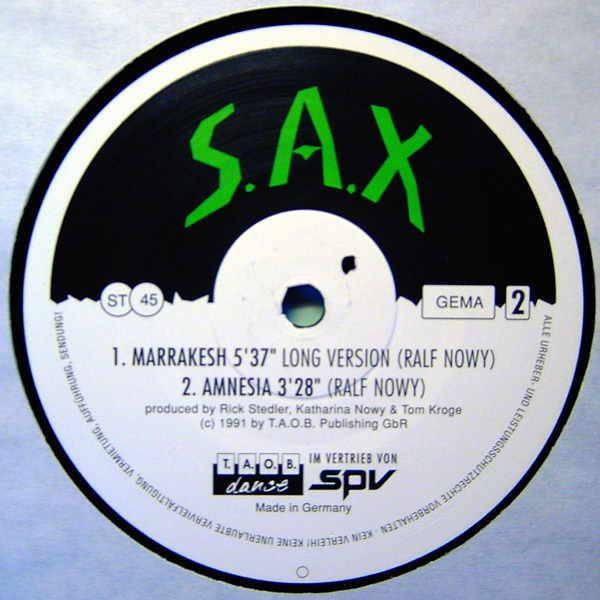 S.A.X
ST 45
GEMA 2
1. MARRAKESH 5'37" LONG VERSION (RALF NOWY)
2. AMNESIA 3'28" (RALF NOWY)
produced by Rick Stedler, Katharina Nowy & Tom Kroge
(c) 1991 by T.A.O.B. Publishing GbR
T.A.O.B. dance IM VERTRIEB VON SPV
Made in Germany
ALLE URHEBER- UND LEISTUNGSSCHUTZRECHTE VORBEHALTEN · KEIN VERLEIH! KEINE UNERLAUBTE VERVIELFÄLTIGUNG, VERMIETUNG, AUFFÜHRUNG, SENDUNG!